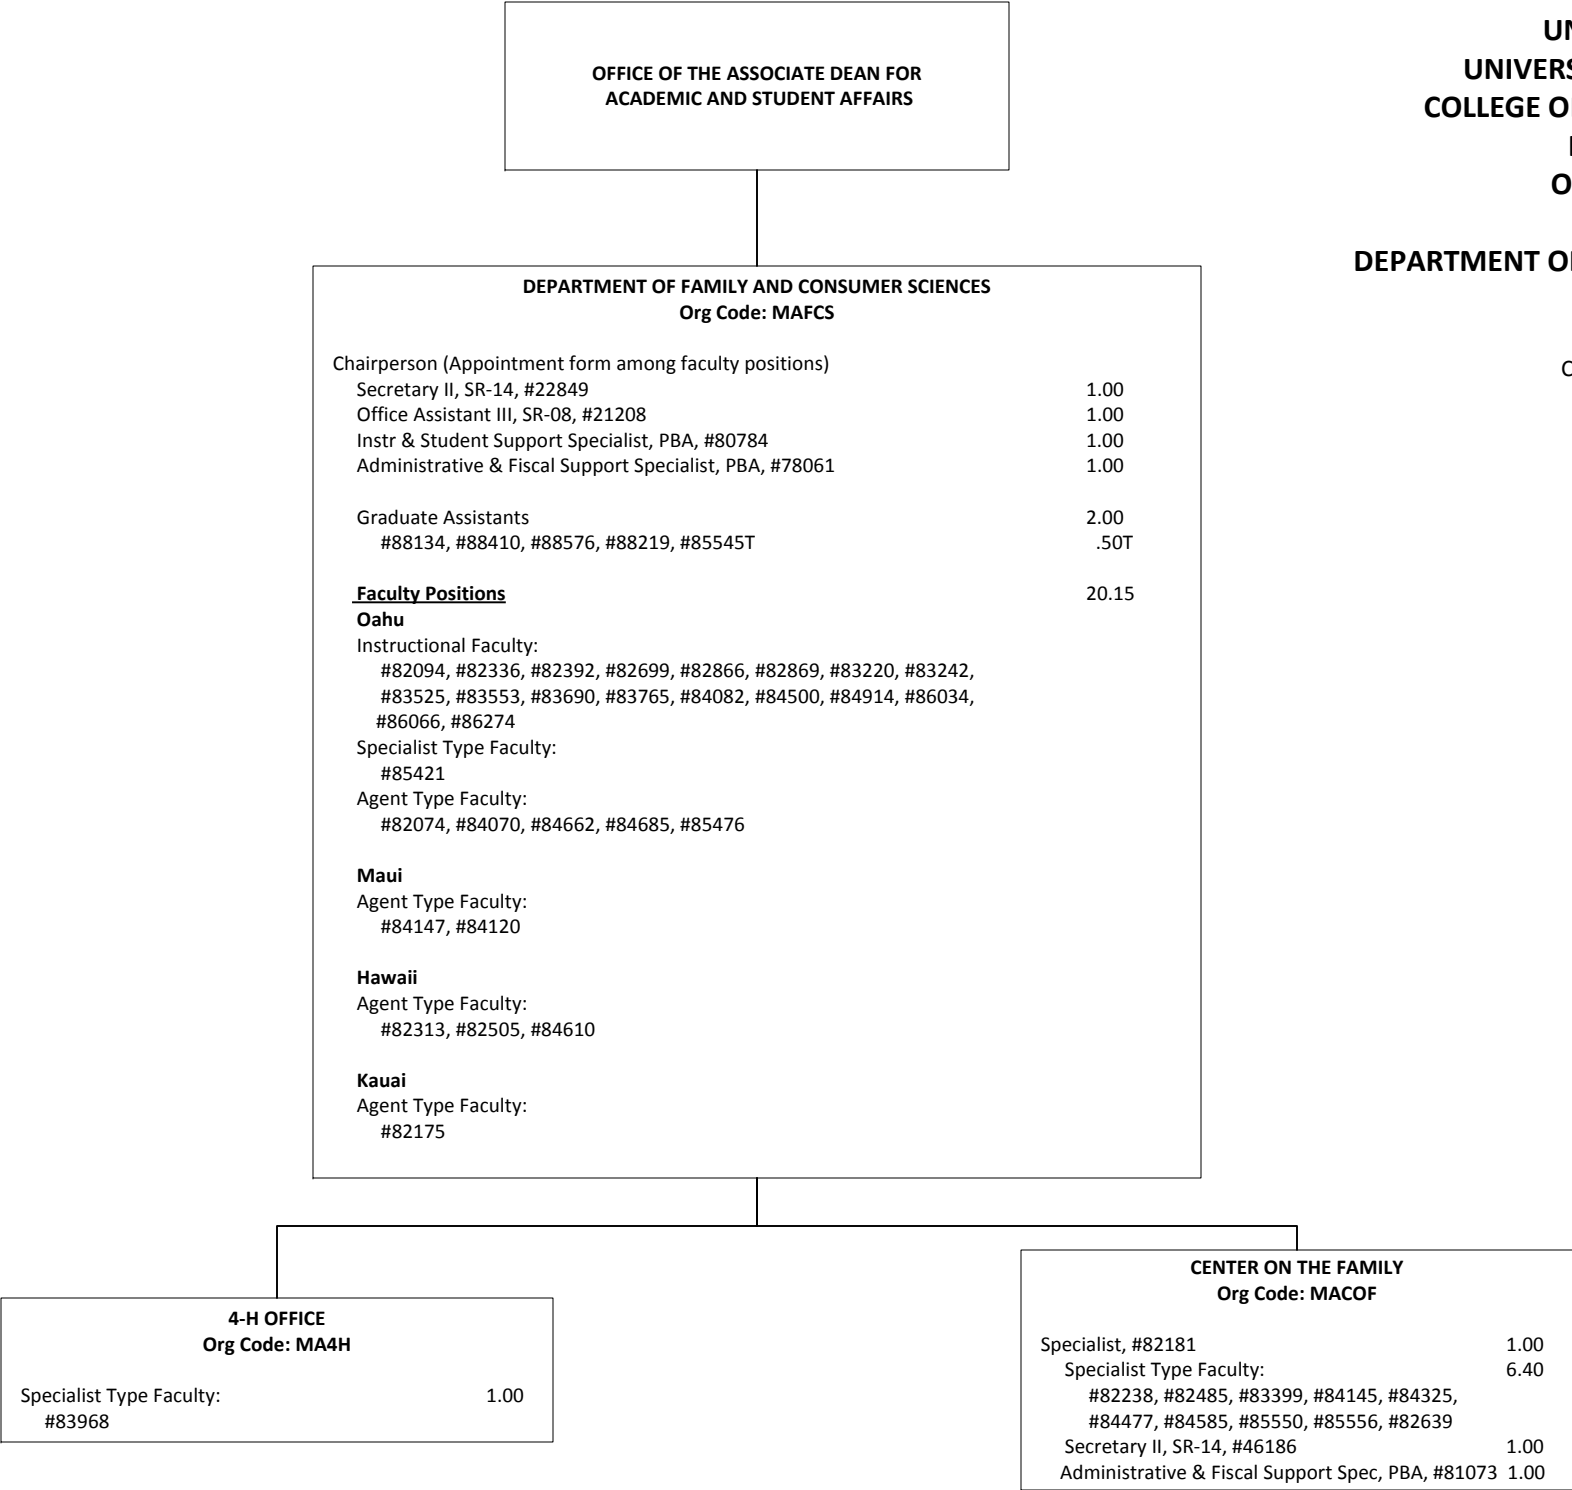 OFFICE OF THE ASSOCIATE DEAN FOR
ACADEMIC AND STUDENT AFFAIRS
COLLEGE
DEPARTMENT
DEPARTMENT OF FAMILY AND CONSUMER SCIENCES
Org Code: MAFCS
Chairperson (Appointment form among faculty positions)
Secretary II, SR-14, #22849 1.00
Office Assistant III, SR-08, #21208 1.00
Instr & Student Support Specialist, PBA, #80784 1.00
Administrative & Fiscal Support Specialist, PBA, #78061 1.00
Graduate Assistants 2.00
#88134, #88410, #88576, #88219, #85545T .50T
Faculty Positions 20.15
Oahu
Instructional Faculty:
#82094, #82336, #82392, #82699, #82866, #82869, #83220, #83242,
#83525, #83553, #83690, #83765, #84082, #84500, #84914, #86034,
#86066, #86274
Specialist Type Faculty:
#85421
Agent Type Faculty:
#82074, #84070, #84662, #84685, #85476
Maui
Agent Type Faculty:
#84147, #84120
Hawaii
Agent Type Faculty:
#82313, #82505, #84610
Kauai
Agent Type Faculty:
#82175
4-H OFFICE
Org Code: MA4H
Specialist Type Faculty: 1.00
#83968
CENTER ON THE FAMILY
Org Code: MACOF
Specialist, #82181 1.00
Specialist Type Faculty: 6.40
#82238, #82485, #83399, #84145, #84325,
#84477, #84585, #85550, #85556, #82639
Secretary II, SR-14, #46186 1.00
Administrative & Fiscal Support Spec, PBA, #81073 1.00